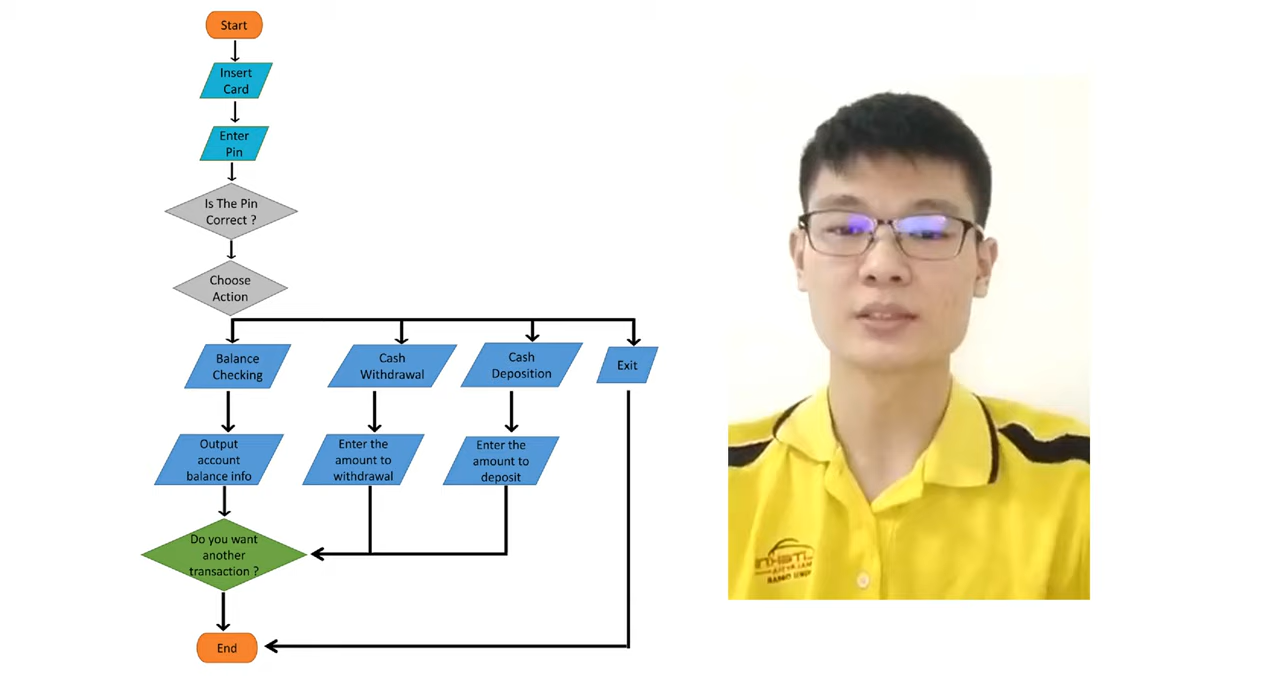 Start
Insert
Card
Enter
Pin
Is The Pin
Correct ?
Choose
Action
Balance
Checking
Cash
Withdrawal
Cash
Deposition
Exit
Output
account
balance info
Enter the
amount to
withdrawal
Enter the
amount to
deposit
Do you want
another
transaction ?
End